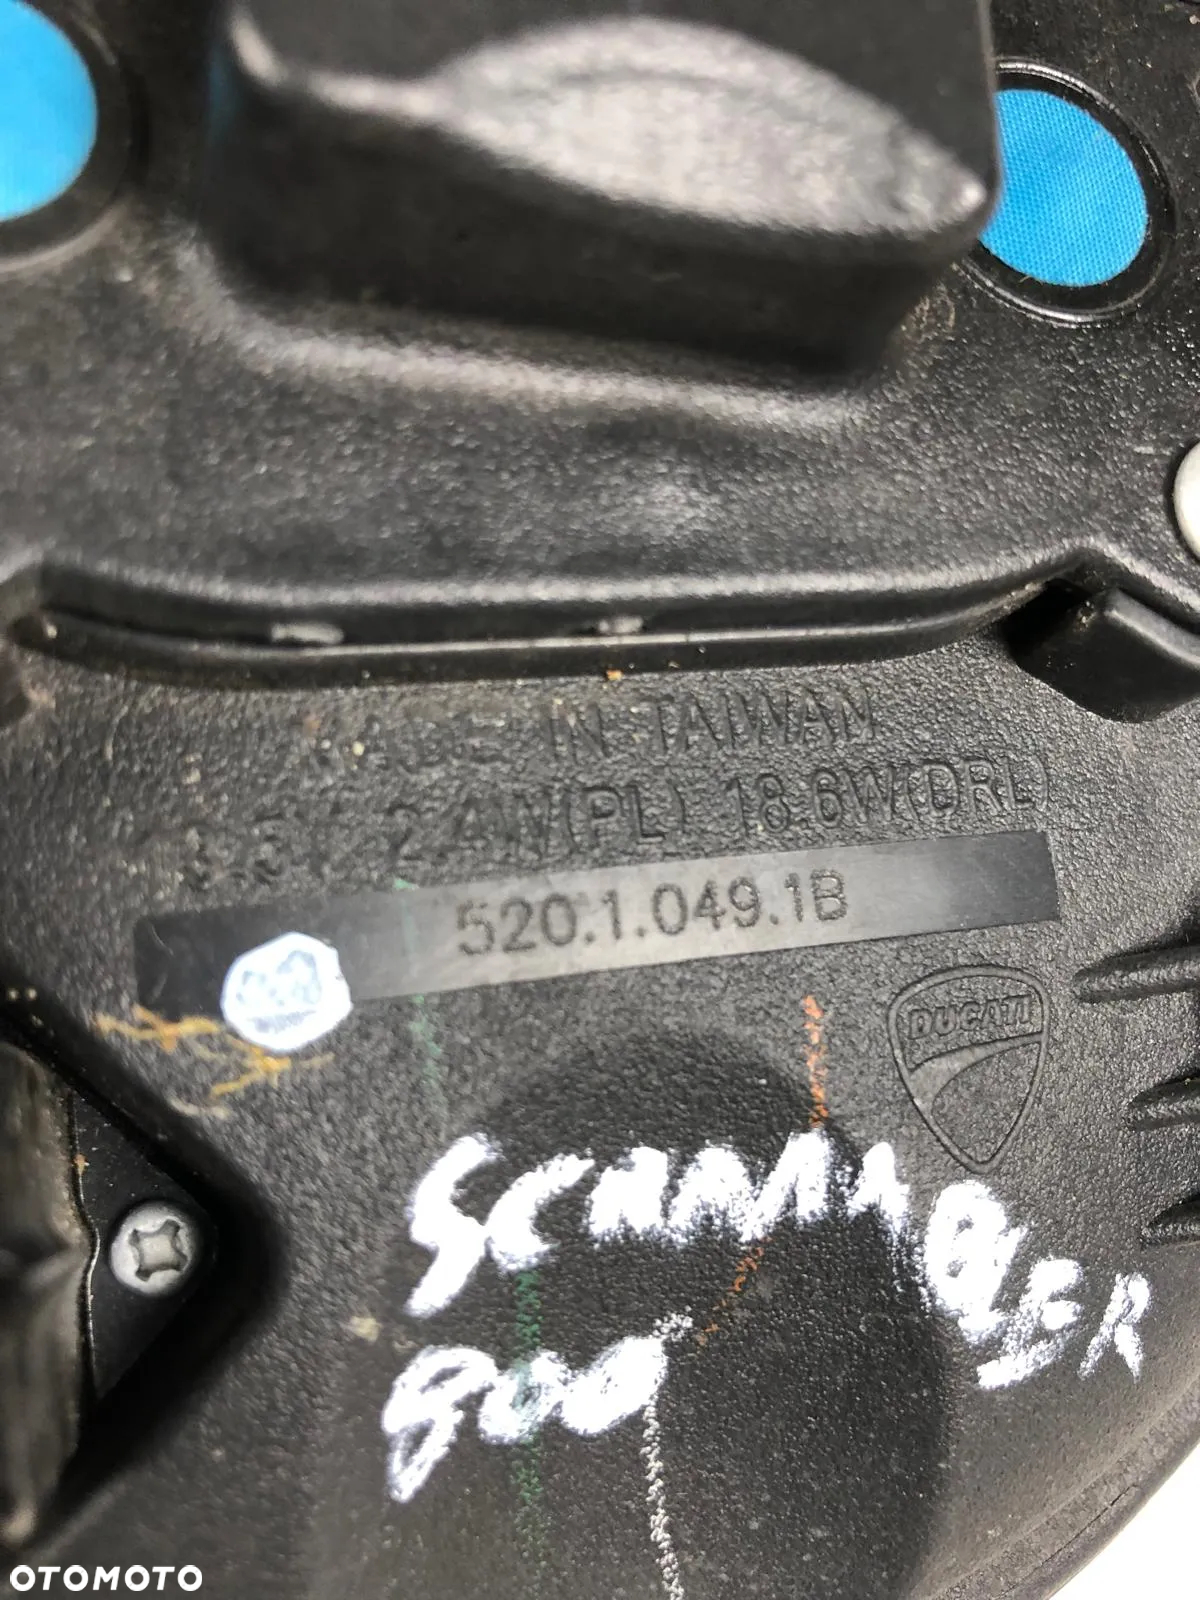 MADE IN TAIWAN
2.4W(PL) 18.6W(DRL)
520.1.049.1B
DUCATI
SCRAMBLER
800
OTOMOTO